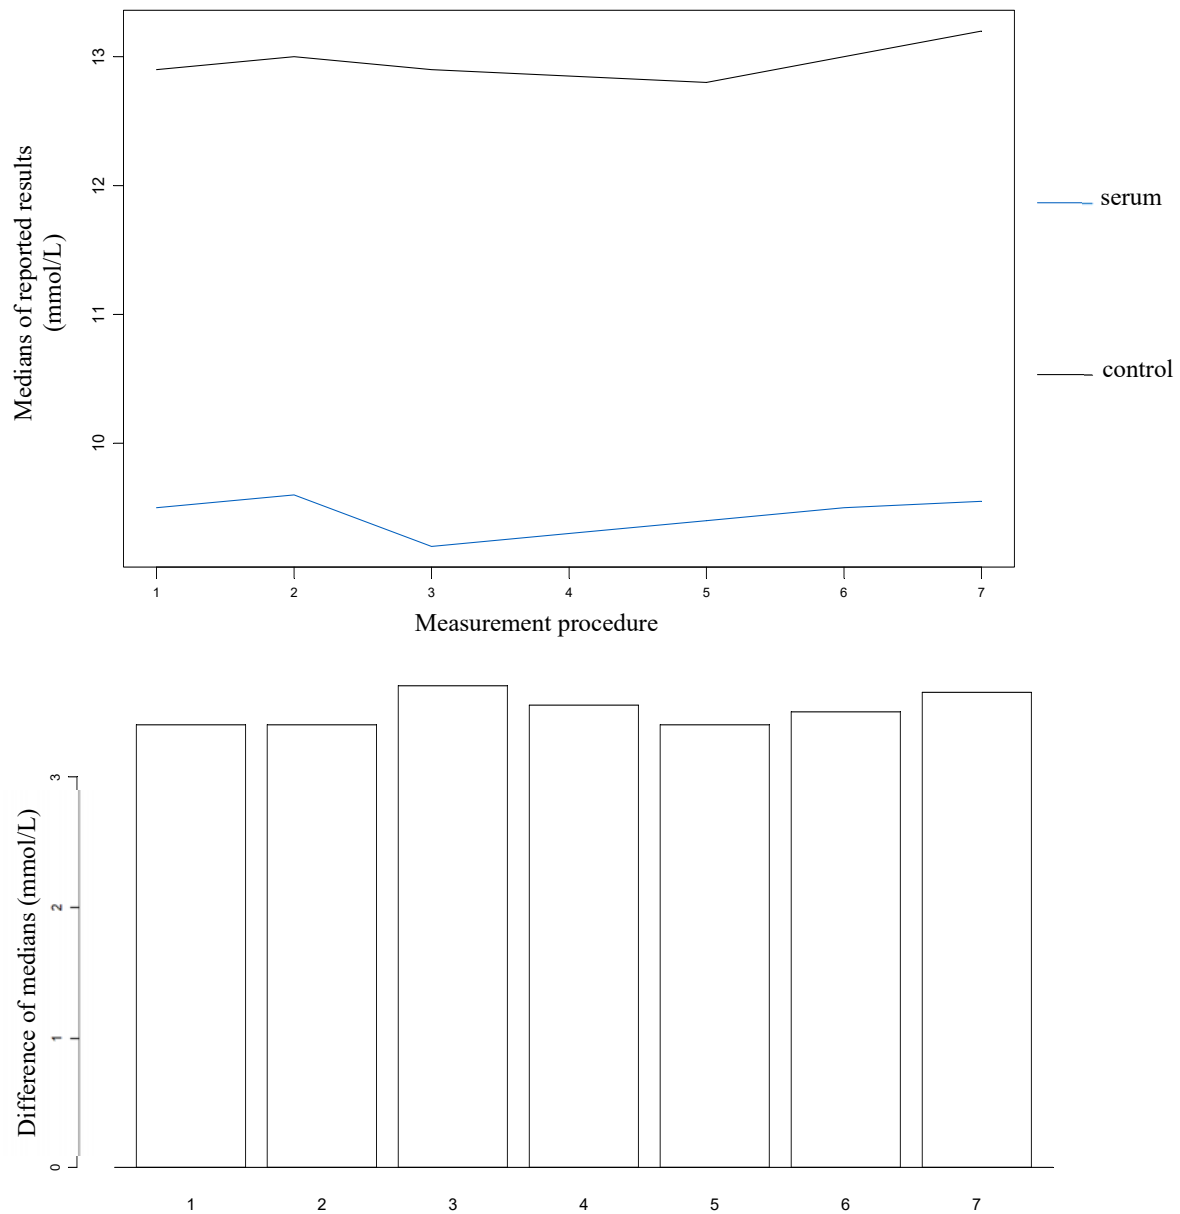 Medians of reported results
(mmol/L)
13
12
11
10
serum
control
1 2 3 4 5 6 7
Measurement procedure
Difference of medians (mmol/L)
3
2
1
0
1 2 3 4 5 6 7